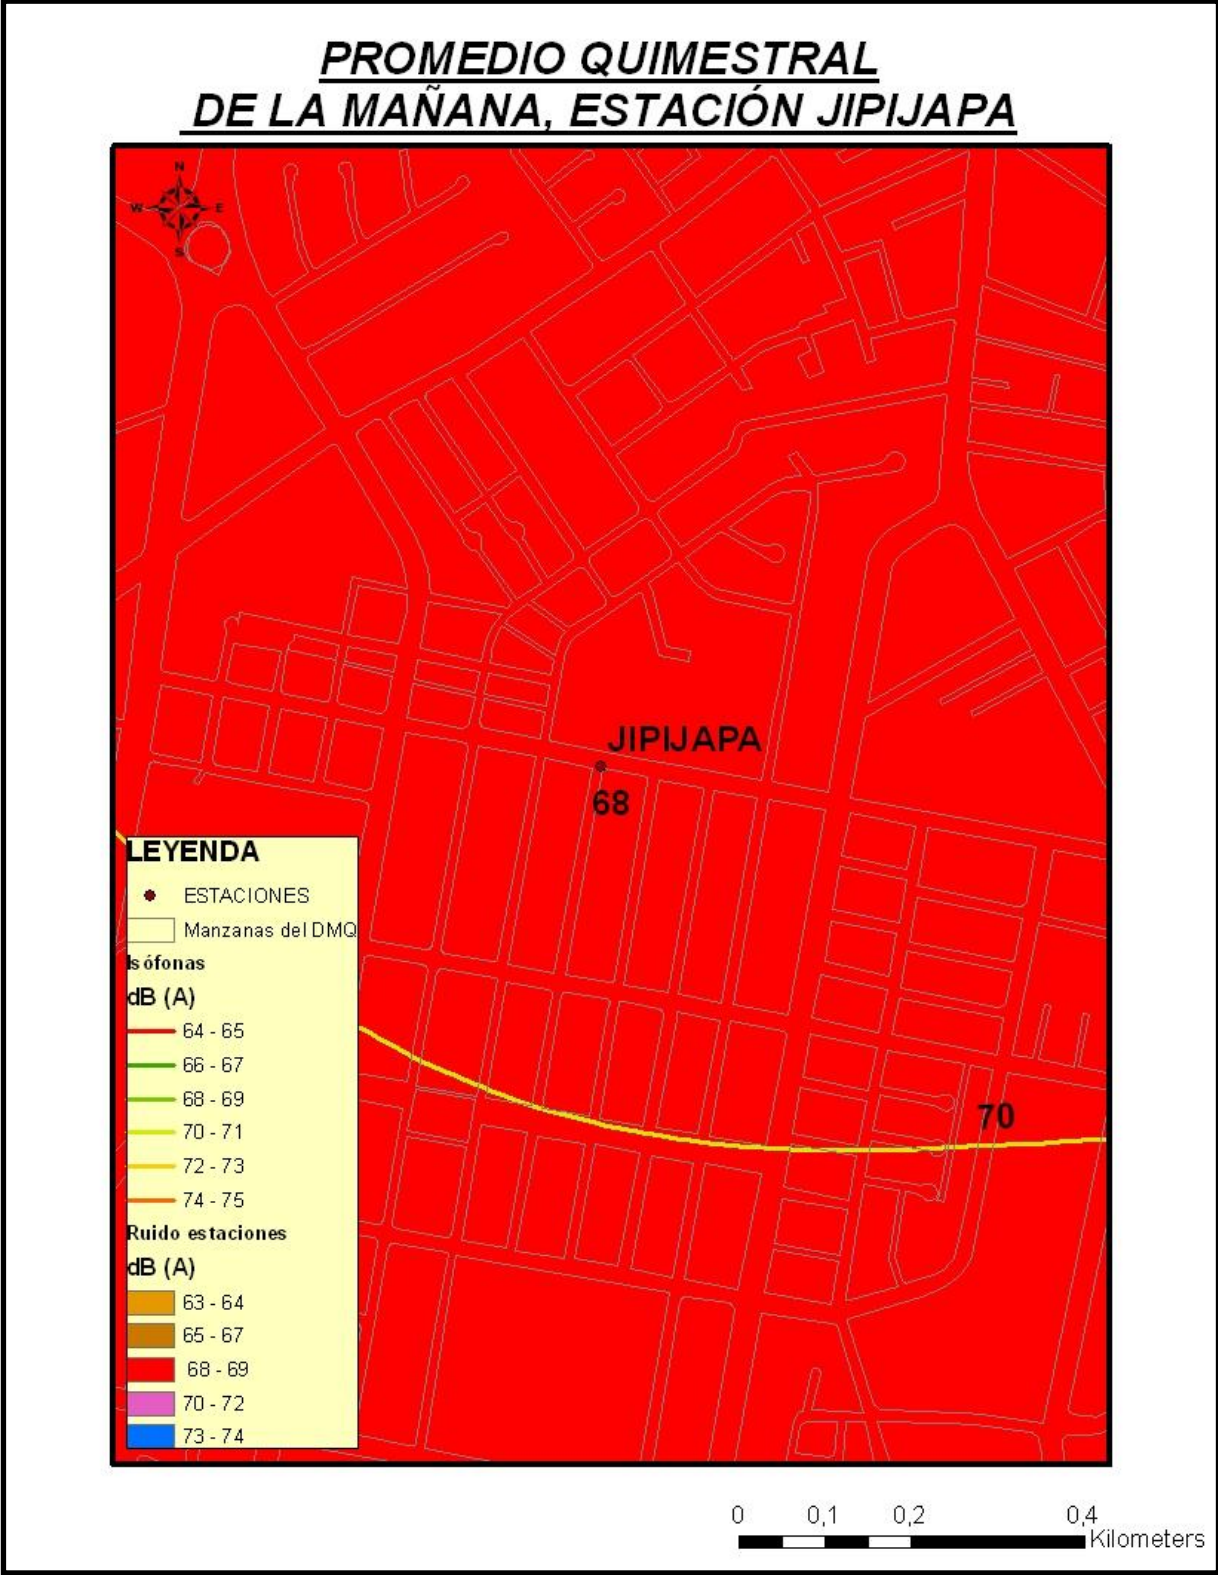 PROMEDIO QUIMESTRAL
DE LA MAÑANA, ESTACIÓN JIPIJAPA
N
W E
S
JIPIJAPA
68
LEYENDA
ESTACIONES
Manzanas del DMQ
Isófonas
dB (A)
64 - 65
66 - 67
68 - 69
70 - 71
72 - 73
74 - 75
Ruido estaciones
dB (A)
63 - 64
65 - 67
68 - 69
70 - 72
73 - 74
70
0 0,1 0,2 0,4
Kilometers